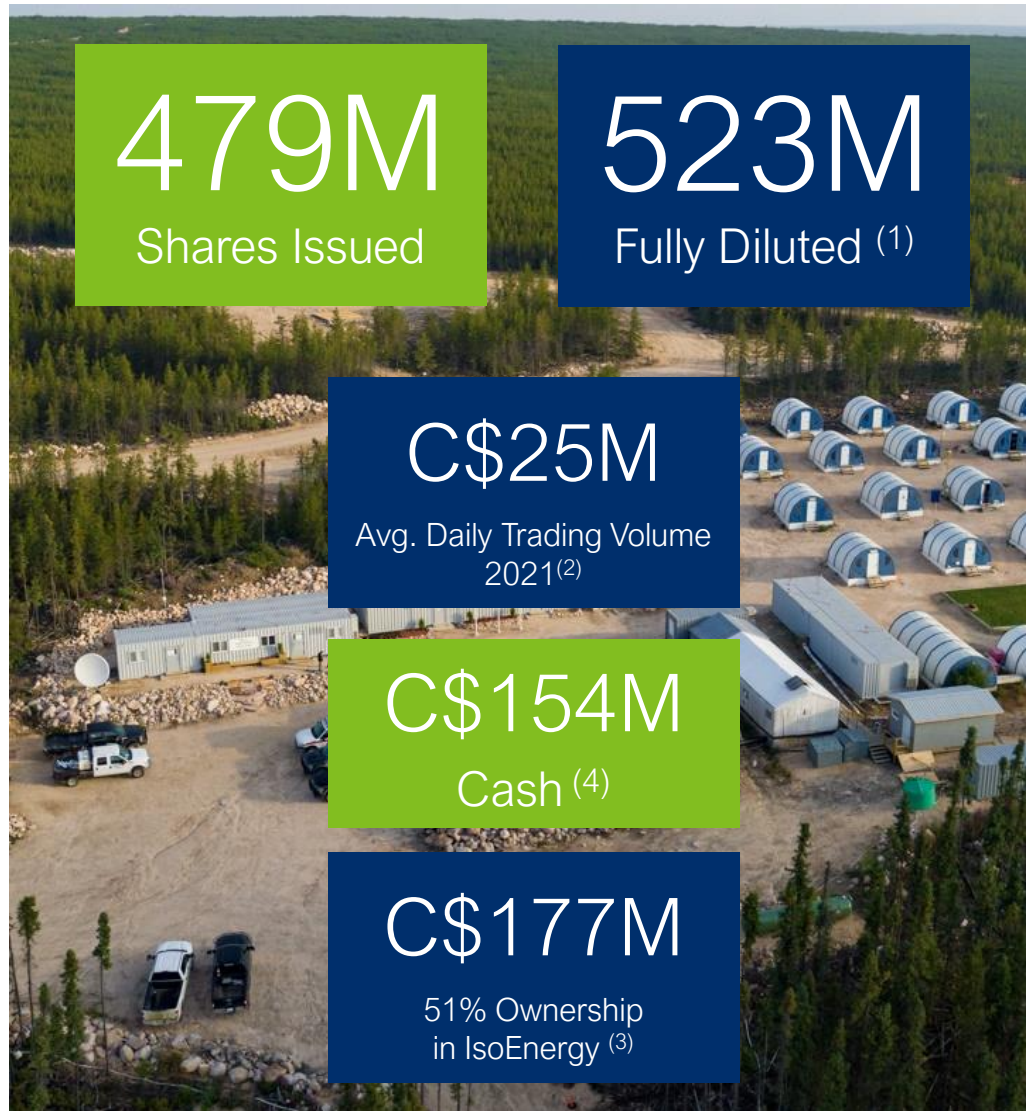 479M
Shares Issued
523M
Fully Diluted (1)
C$25M
Avg. Daily Trading Volume
2021(2)
C$154M
Cash (4)
C$177M
51% Ownership
in IsoEnergy (3)